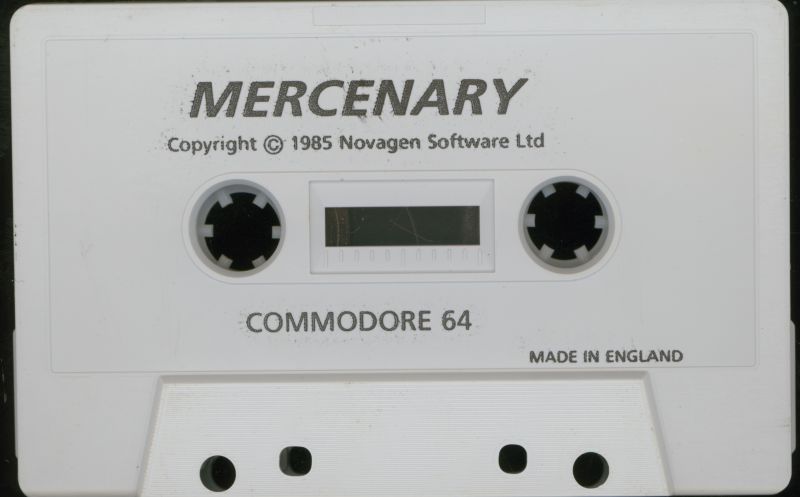 MERCENARY
Copyright © 1985 Novagen Software Ltd
COMMODORE 64
MADE IN ENGLAND